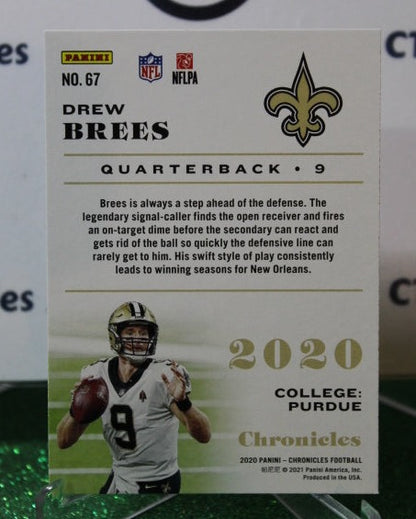 PANINI
NO. 67
NFL
NFLPA
DREW
BREES
QUARTERBACK • 9
Brees is always a step ahead of the defense. The
legendary signal-caller finds the open receiver and fires
an on-target dime before the secondary can react and
gets rid of the ball so quickly the defensive line can
rarely get to him. His swift style of play consistently
leads to winning seasons for New Orleans.
9
2020
COLLEGE:
PURDUE
Chronicles
2020 PANINI – CHRONICLES FOOTBALL
帕尼尼 © 2021 Panini America, Inc.
Produced in the USA.